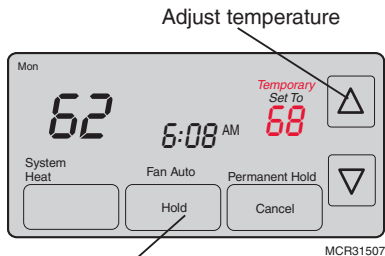 Adjust temperature
Mon
Temporary
Set To
62
6:08 AM
68
System
Heat
Fan Auto
Permanent Hold
Hold
Cancel
MCR31507